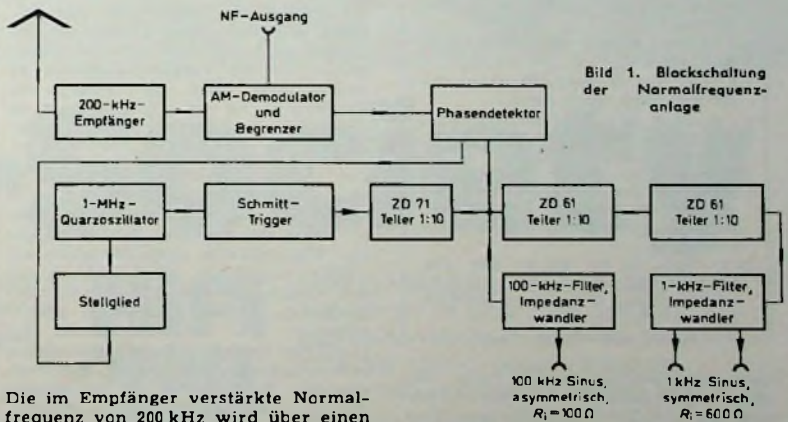 NF-Ausgang
Bild 1. Blockschaltung
der Normalfrequenz-
anlage
200-kHz-
Empfänger
AM-Demodulator
und
Begrenzer
Phasendetektor
1-MHz-
Quarzoszillator
Schmitt-
Trigger
ZD 71
Teiler 1:10
ZD 61
Teiler 1:10
ZD 61
Teiler 1:10
Stellglied
100-kHz-Filter,
Impedanz-
wandler
1-kHz-Filter,
Impedanz-
wandler
100 kHz Sinus,
asymmetrisch,
Ri=100Ω
1 kHz Sinus,
symmetrisch,
Ri=600Ω
Die im Empfänger verstärkte Normal-
frequenz von 200 kHz wird über einen